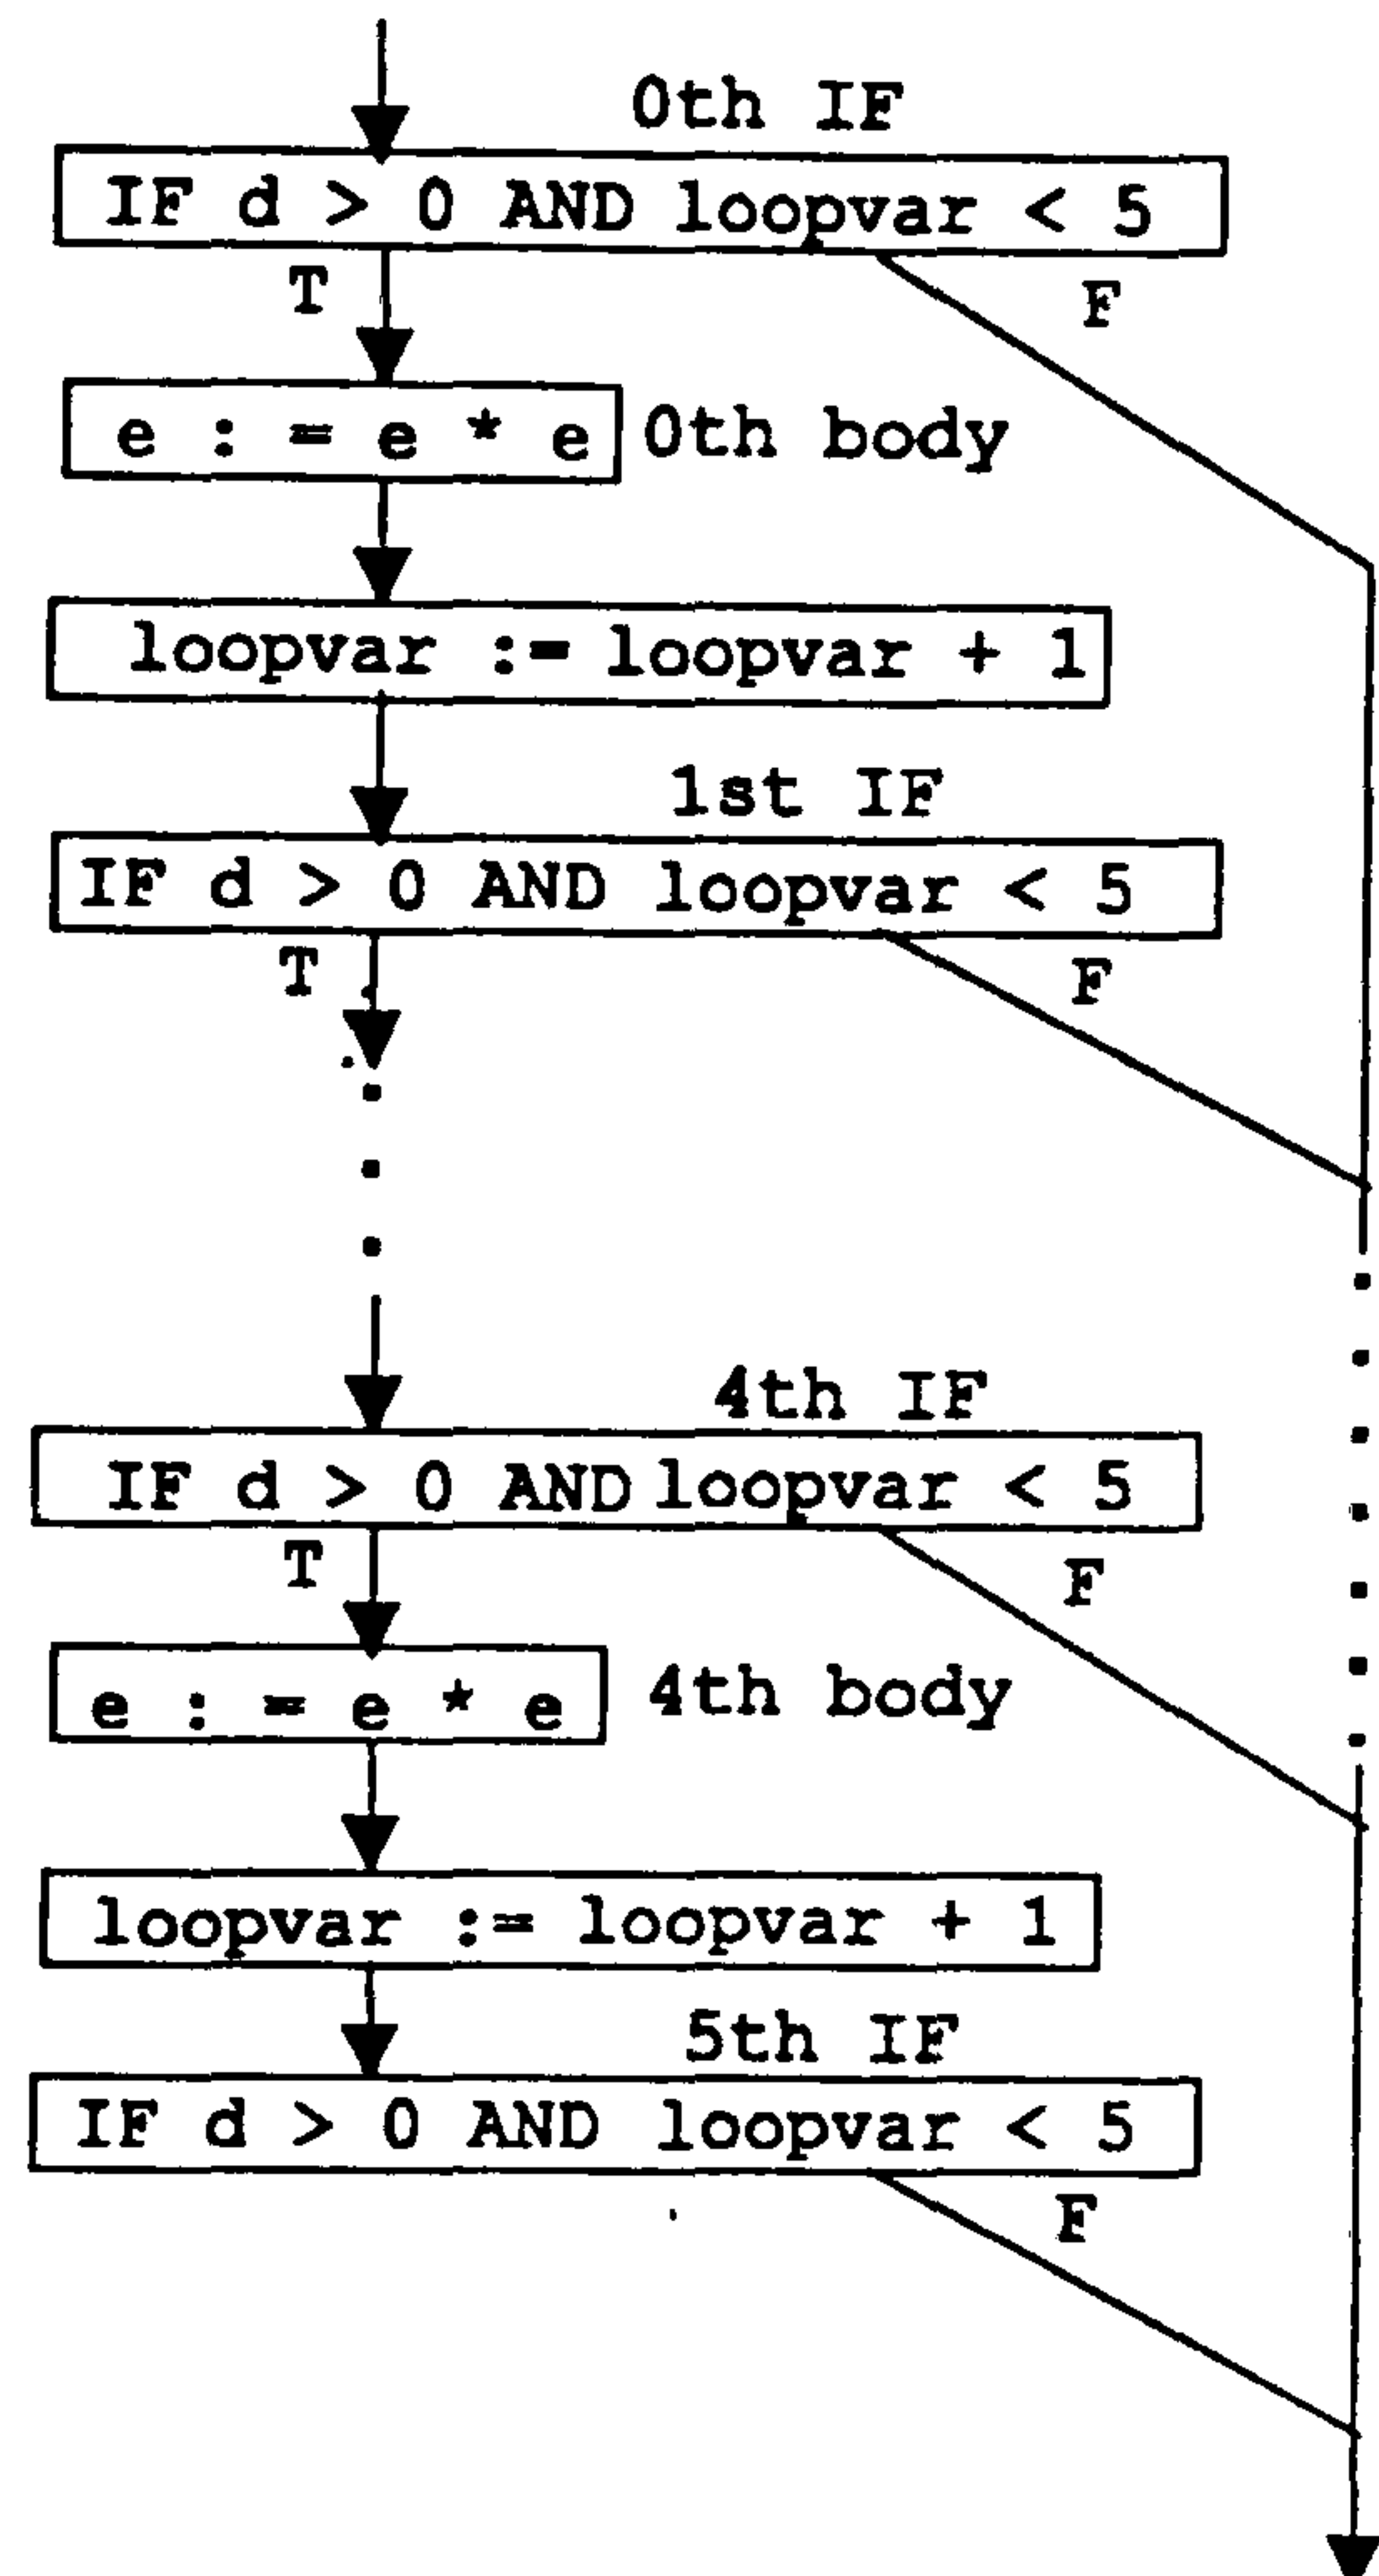 0th IF
IF d > 0 AND loopvar < 5
T
F
e : = e * e
0th body
loopvar := loopvar + 1
1st IF
IF d > 0 AND loopvar < 5
T
F
4th IF
IF d > 0 AND loopvar < 5
T
F
e : = e * e
4th body
loopvar := loopvar + 1
5th IF
IF d > 0 AND loopvar < 5
F